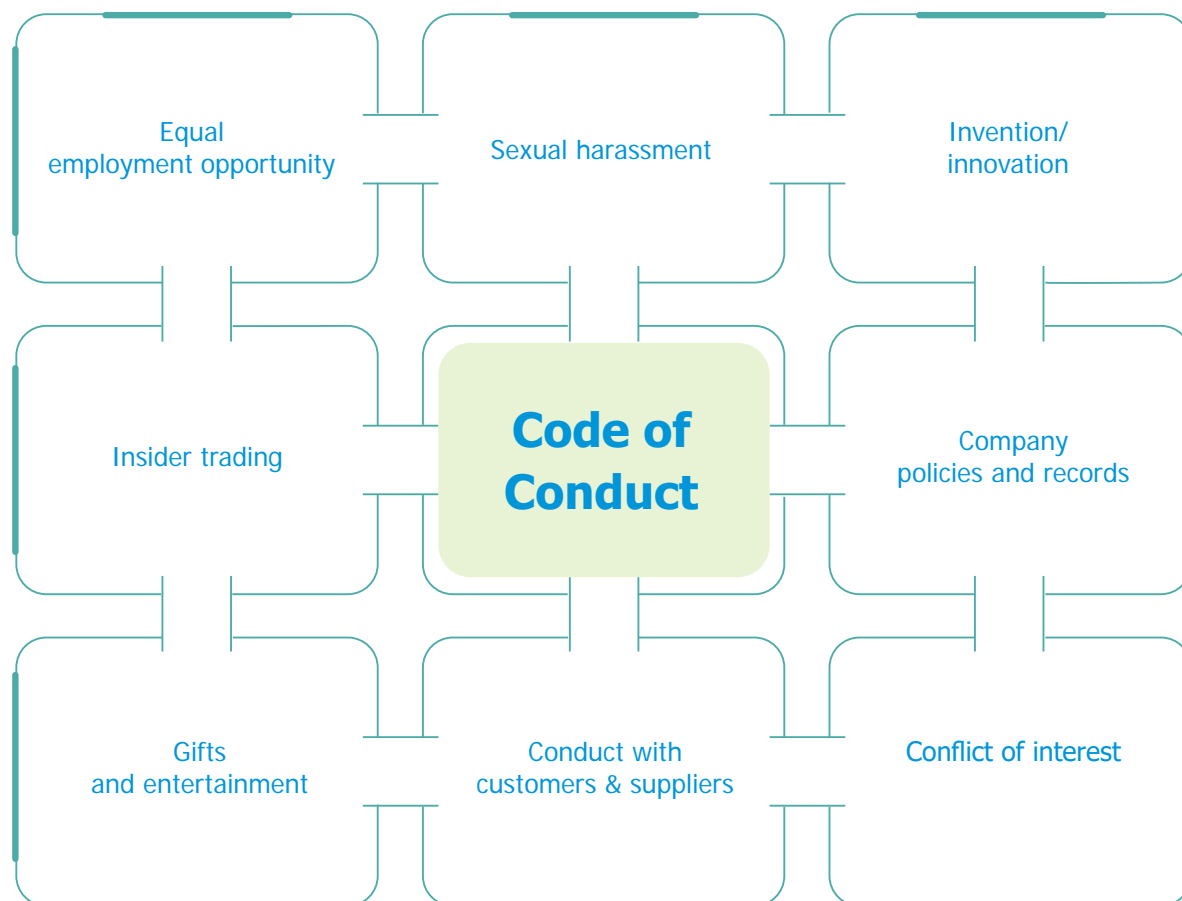 Equal
employment opportunity
Sexual harassment
Invention/
innovation
Insider trading
Code of
Conduct
Company
policies and records
Gifts
and entertainment
Conduct with
customers & suppliers
Conflict of interest